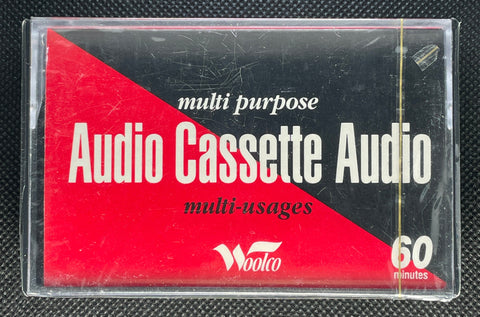 multi purpose
Audio Cassette Audio
multi-usages
Woolco
60
minutes